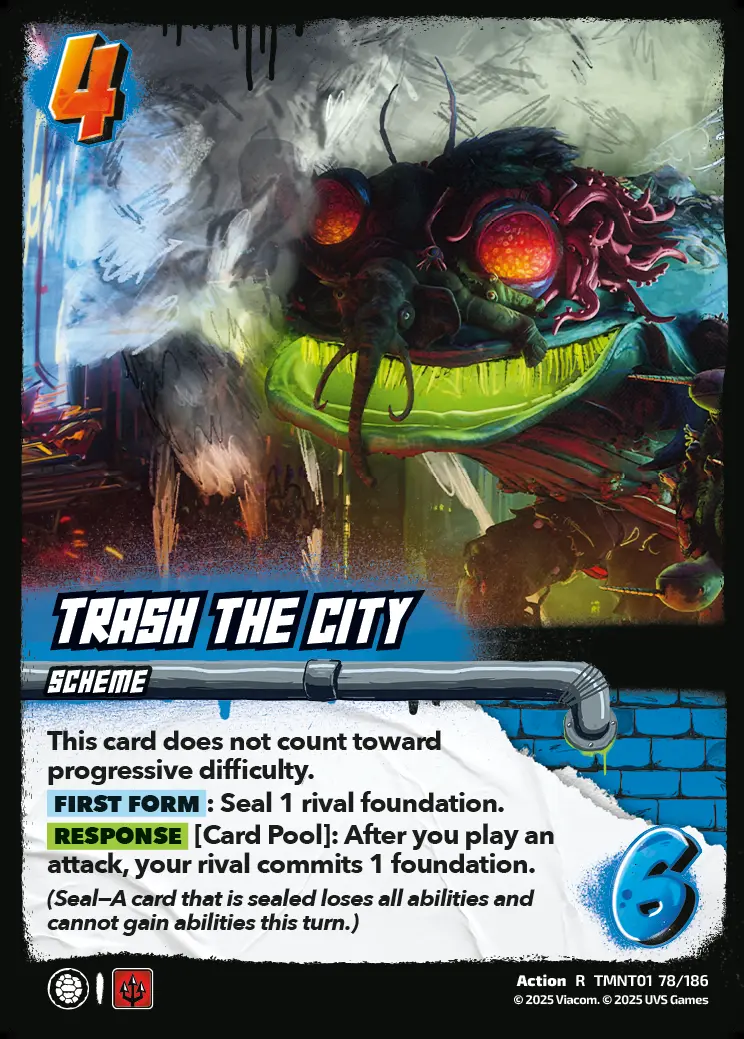 4
TRASH THE CITY
SCHEME
This card does not count toward
progressive difficulty.
FIRST FORM : Seal 1 rival foundation.
RESPONSE [Card Pool]: After you play an
attack, your rival commits 1 foundation.
(Seal—A card that is sealed loses all abilities and
cannot gain abilities this turn.)
6
Action R TMNT01 78/186
© 2025 Viacom. © 2025 UVS Games